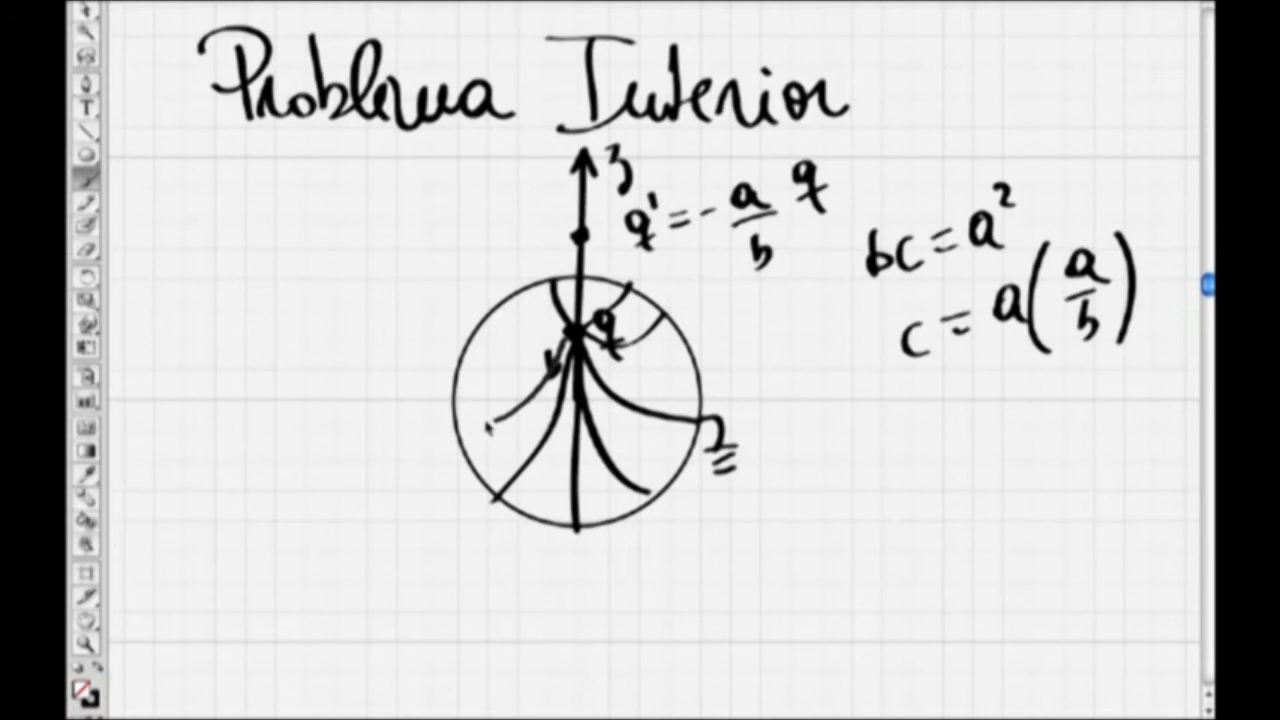 Problema Interior
z
q' = - a/b q
bc = a²
c = a(a/b)
q